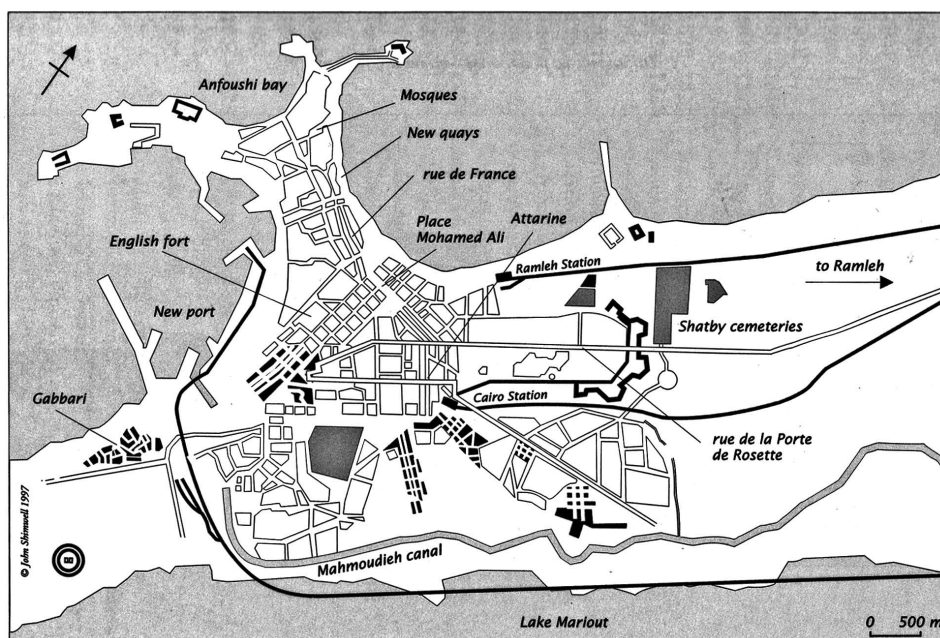 Anfoushi bay
Mosques
New quays
rue de France
Place
Mohamed Ali
Attarine
English fort
Ramleh Station
to Ramleh
New port
Shatby cemeteries
Gabbari
Cairo Station
rue de la Porte
de Rosette
© John Shimwell 1997
Mahmoudieh canal
Lake Mariout
0 500 m